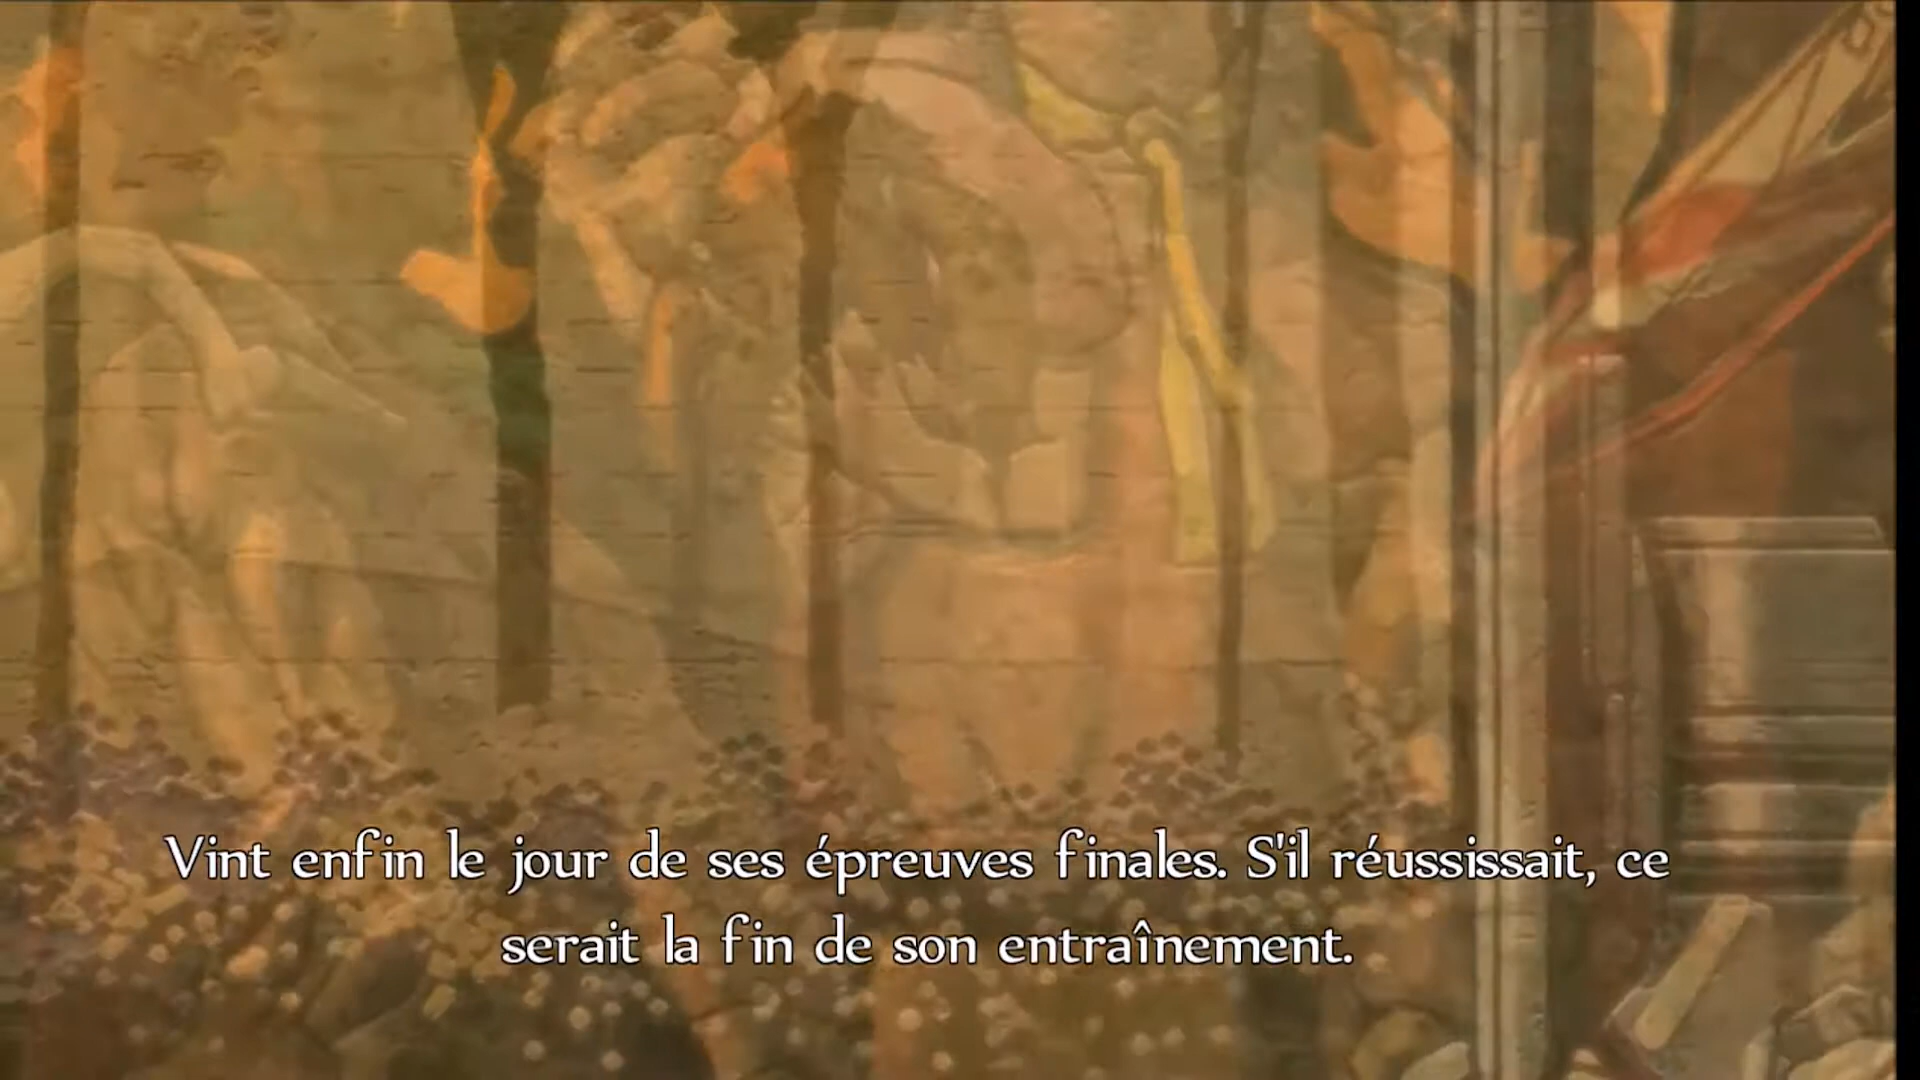 Vint enfin le jour de ses épreuves finales. S'il réussissait, ce
serait la fin de son entraînement.